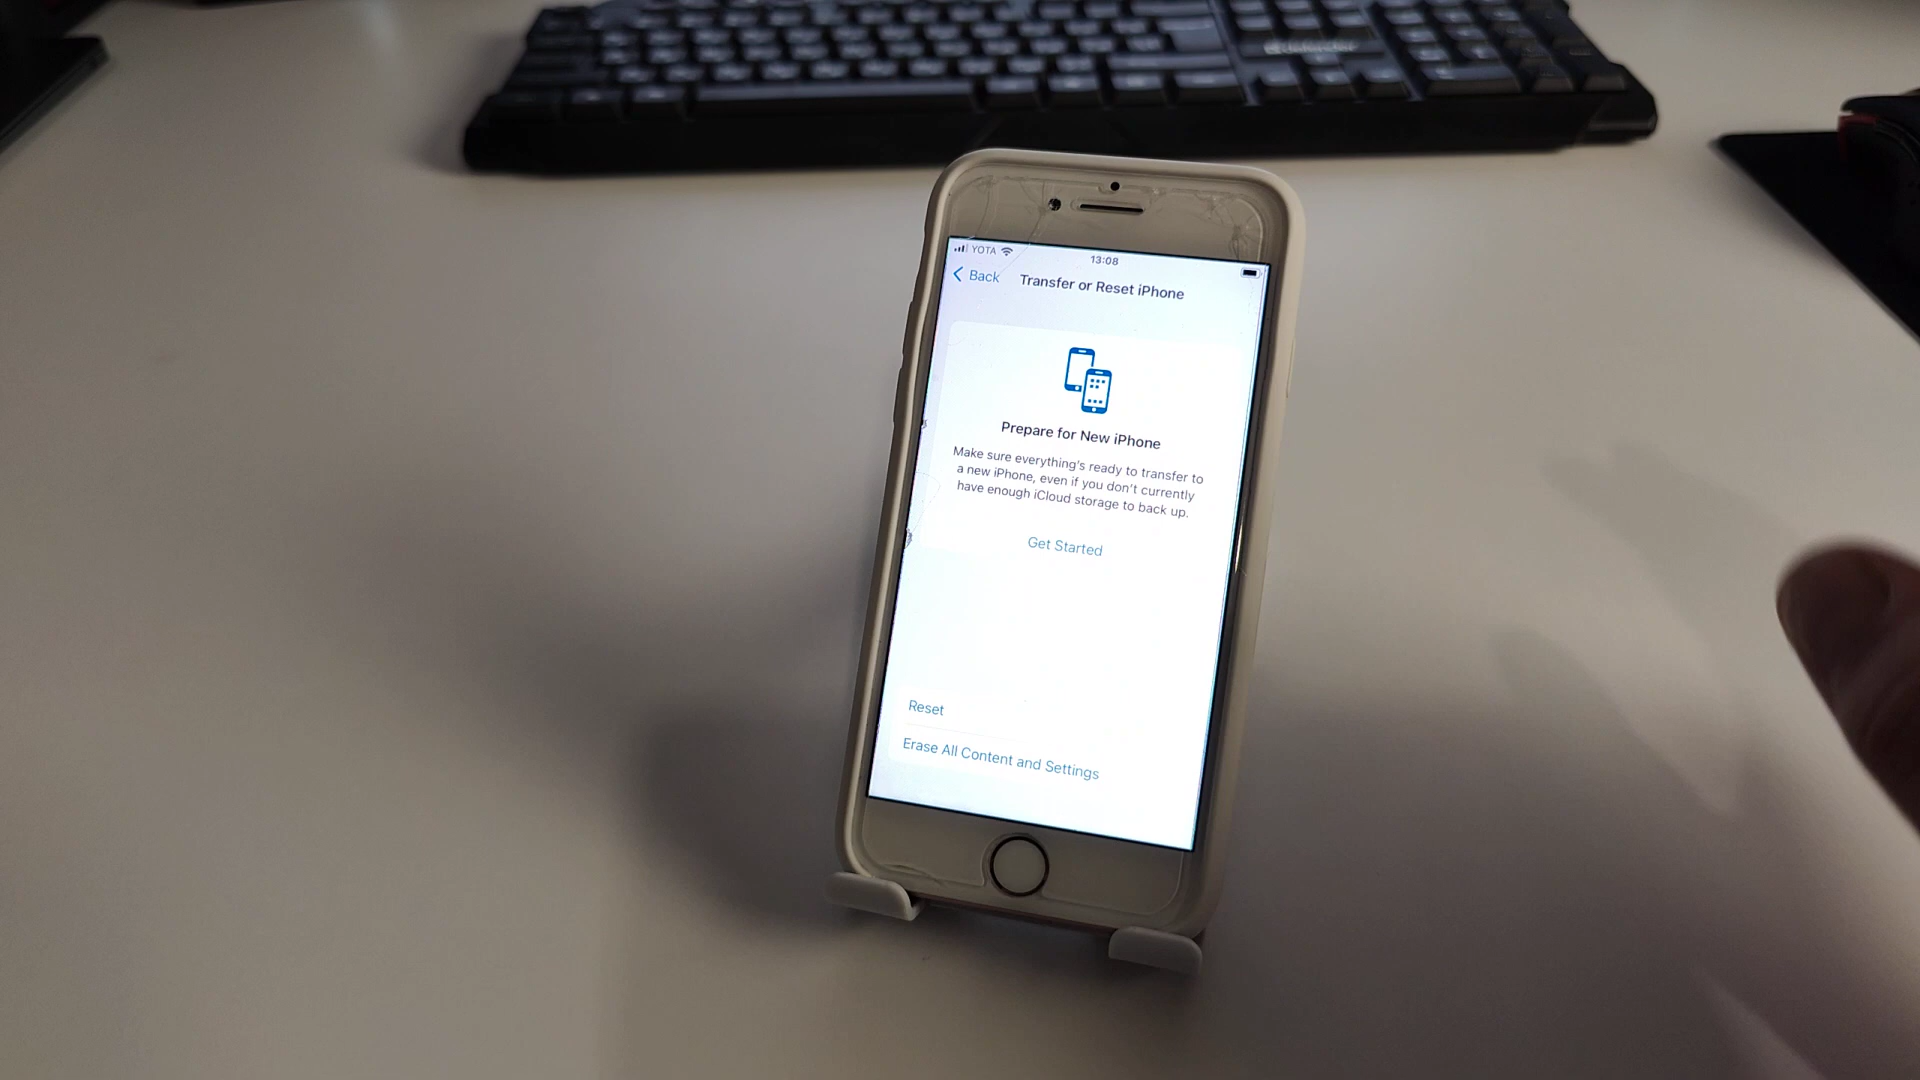 YOTA
13:08
Back
Transfer or Reset iPhone
Prepare for New iPhone
Make sure everything's ready to transfer to
a new iPhone, even if you don't currently
have enough iCloud storage to back up.
Get Started
Reset
Erase All Content and Settings